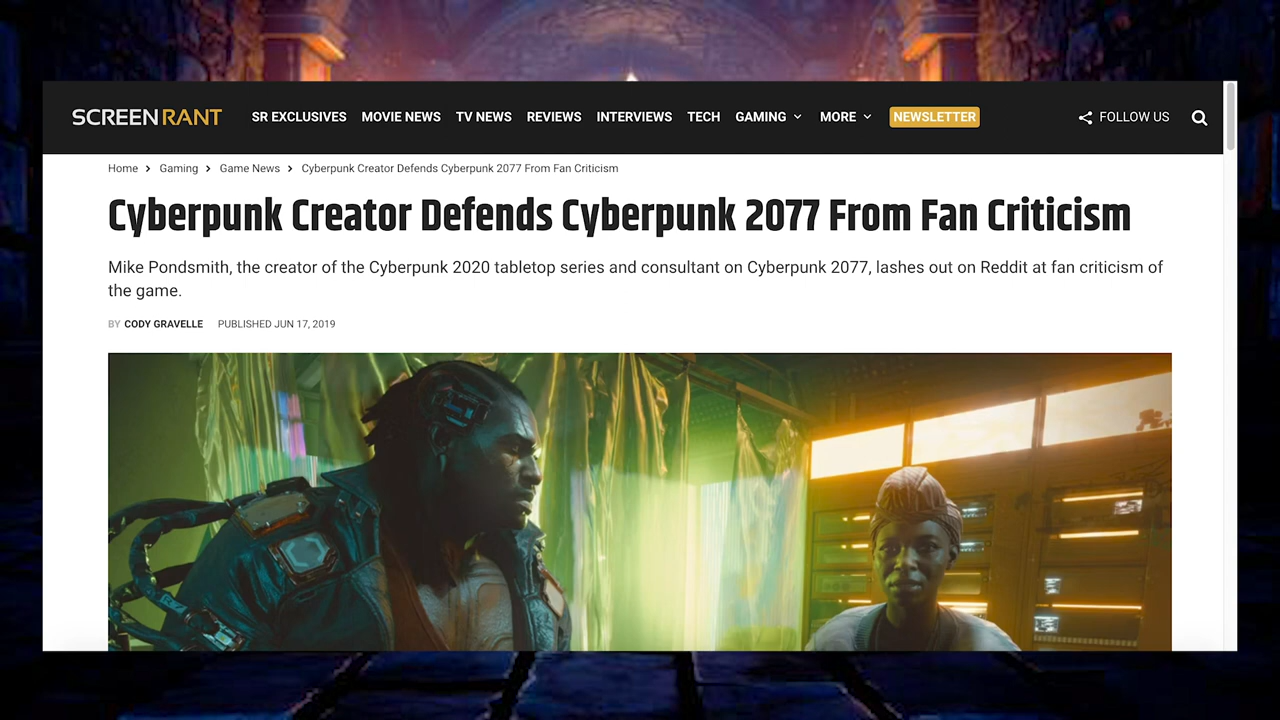 SCREENRANT SR EXCLUSIVES MOVIE NEWS TV NEWS REVIEWS INTERVIEWS TECH GAMING MORE NEWSLETTER FOLLOW US
Home > Gaming > Game News > Cyberpunk Creator Defends Cyberpunk 2077 From Fan Criticism
Cyberpunk Creator Defends Cyberpunk 2077 From Fan Criticism
Mike Pondsmith, the creator of the Cyberpunk 2020 tabletop series and consultant on Cyberpunk 2077, lashes out on Reddit at fan criticism of
the game.
BY CODY GRAVELLE PUBLISHED JUN 17, 2019